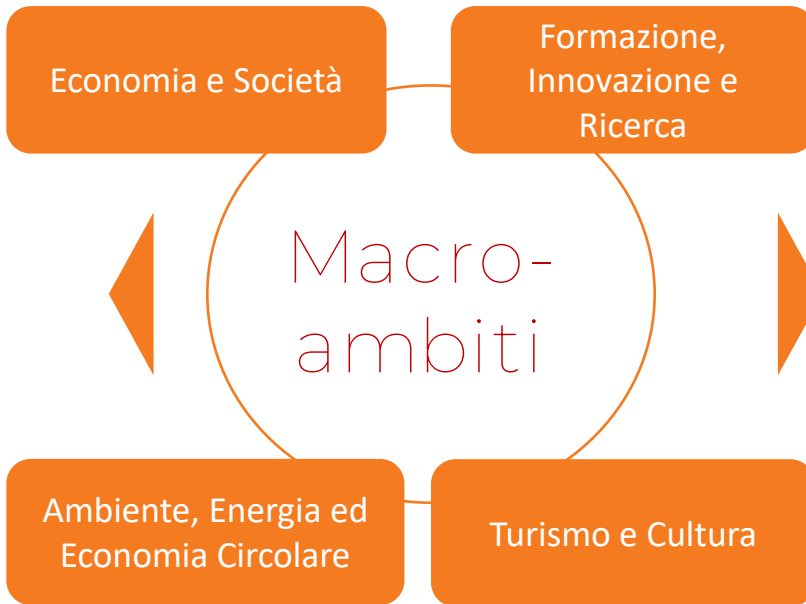 Economia e Società
Formazione,
Innovazione e
Ricerca
Macro-
ambiti
Ambiente, Energia ed
Economia Circolare
Turismo e Cultura